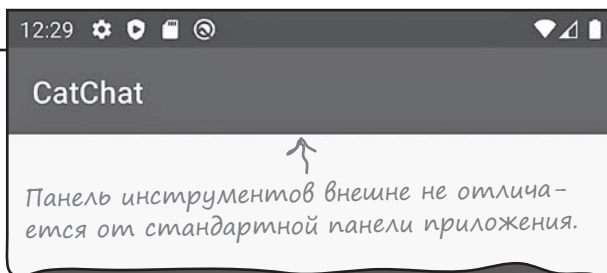 12:29
CatChat
Панель инструментов внешне не отлича-
ется от стандартной панели приложения.